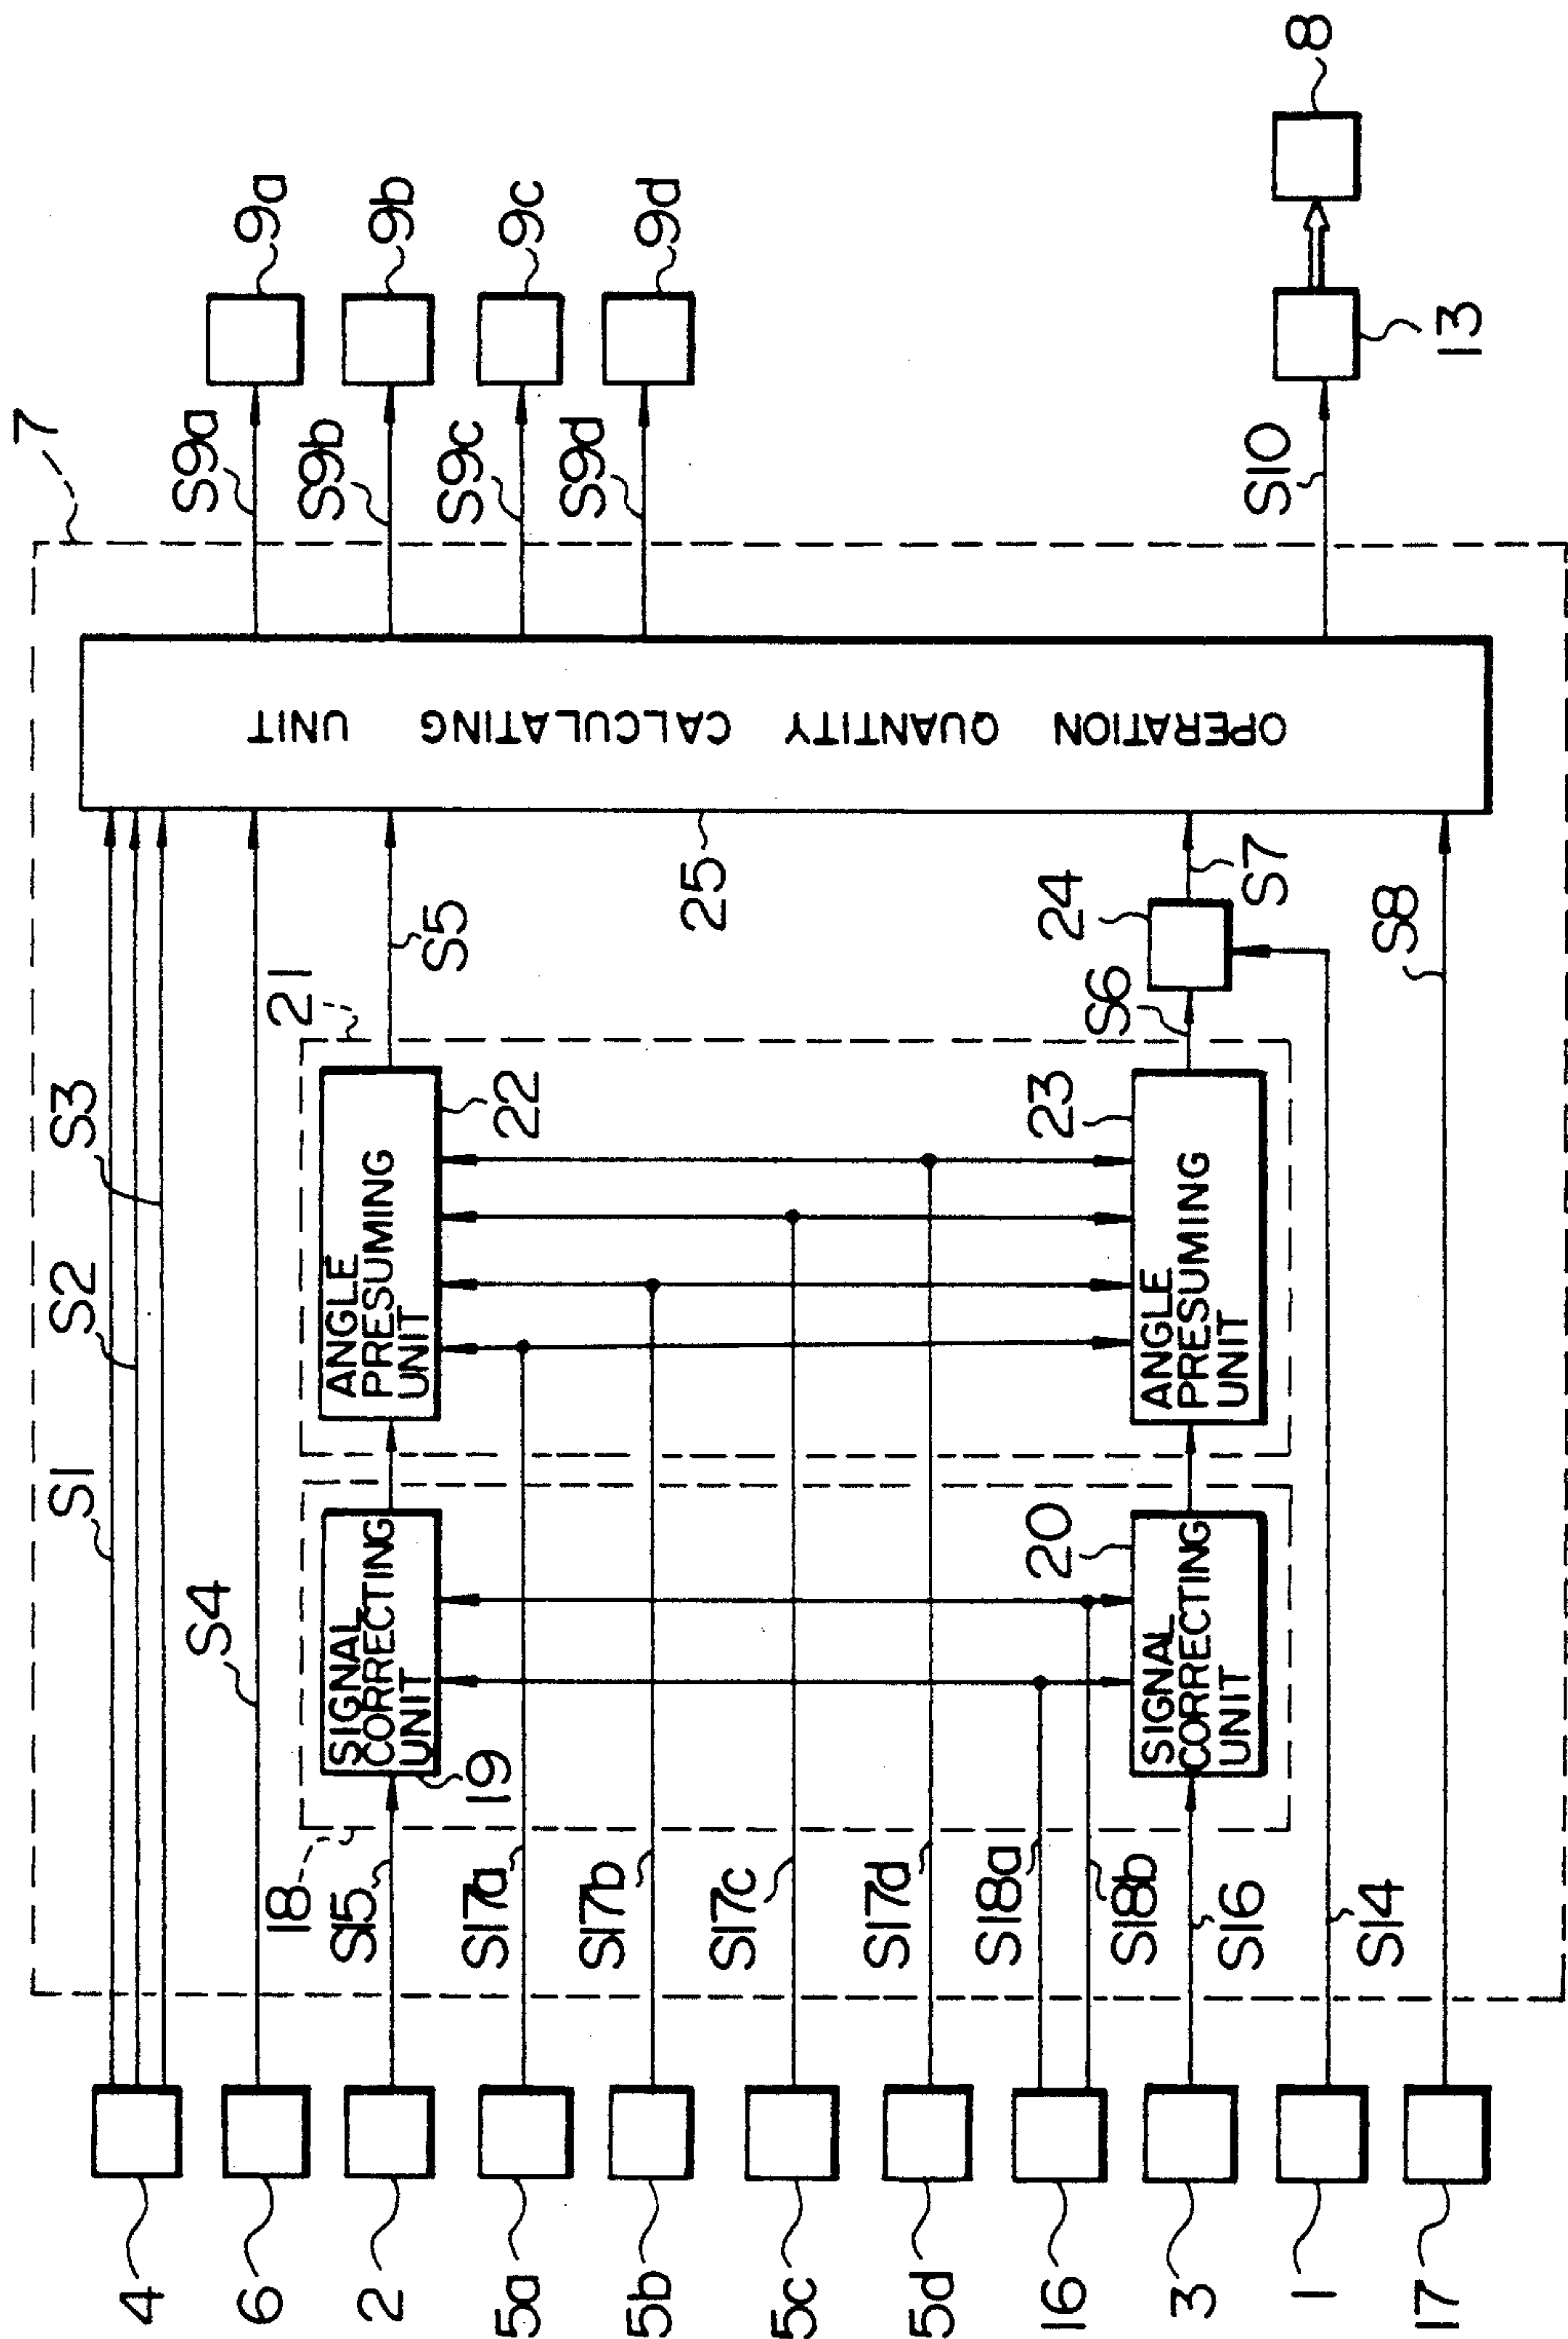 7
S1
S2
S3
S4
9a
9b
9c
9d
S9a
S9b
S9c
S9d
8
13
S10
OPERATION QUANTITY CALCULATING UNIT
25
S5
21
22
ANGLE
PRESUMING
UNIT
24
S7
S6
23
ANGLE
PRESUMING
UNIT
S8
SIGNAL
CORRECTING
UNIT
19
20
SIGNAL
CORRECTING
UNIT
18
S15
S17a
S17b
S17c
S17d
S18a
S18b
S16
S14
4
6
2
5a
5b
5c
5d
16
3
1
17